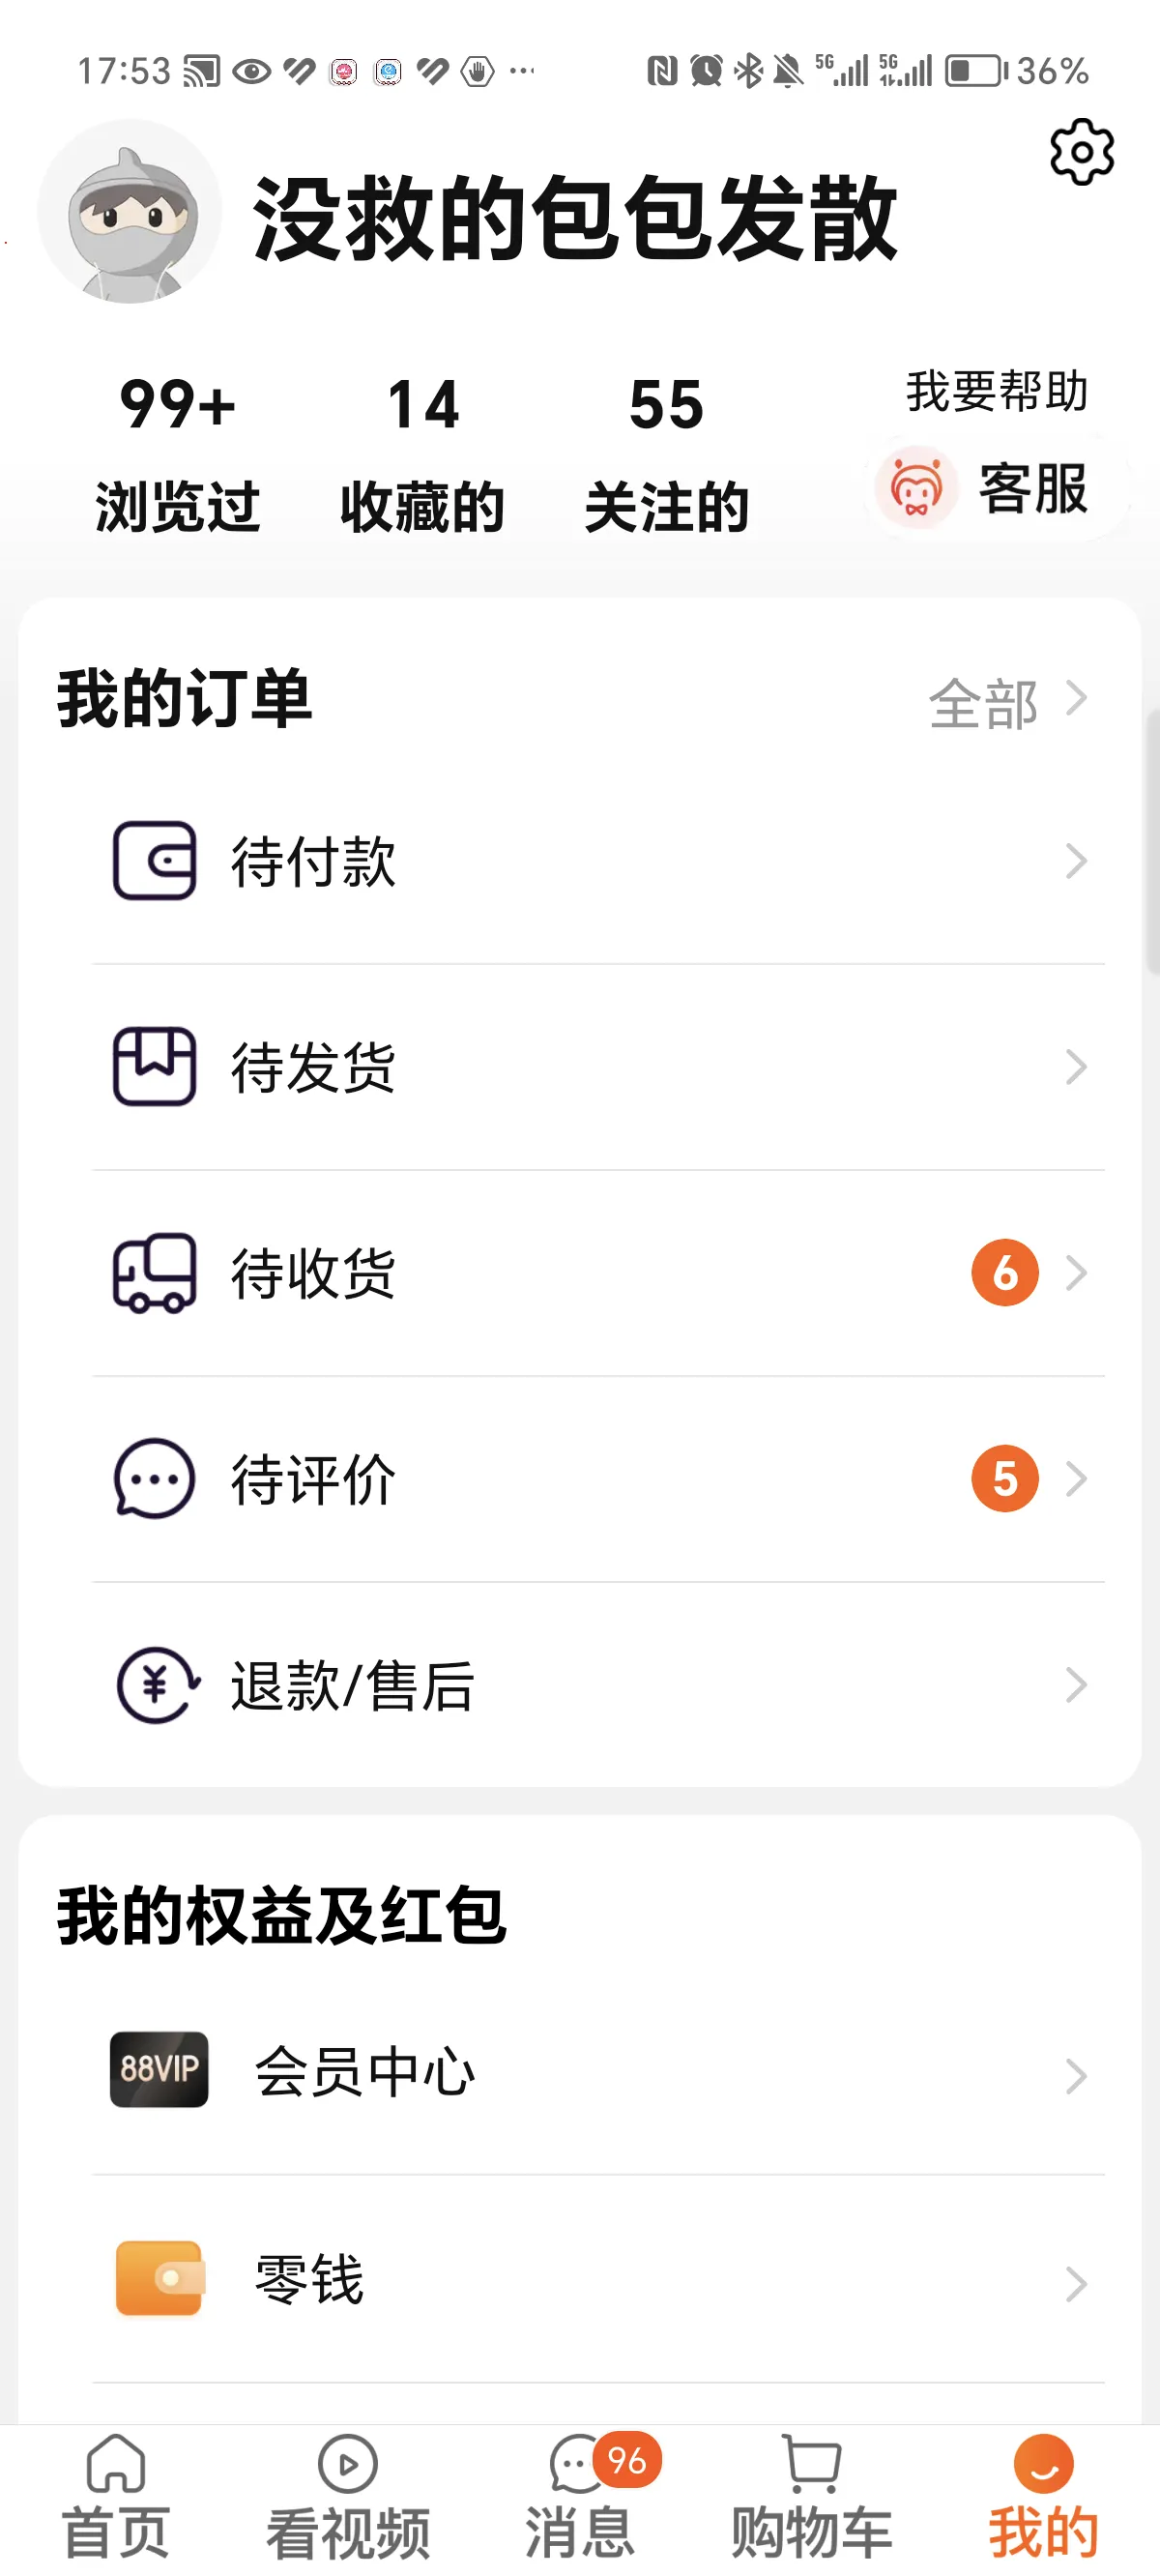 17:53 5G 5G 36%
没救的包包发散
99+ 14 55 我要帮助
浏览过 收藏的 关注的 客服
我的订单 全部
待付款
待发货
待收货 6
待评价 5
退款/售后
我的权益及红包
88VIP 会员中心
零钱
96
首页 看视频 消息 购物车 我的